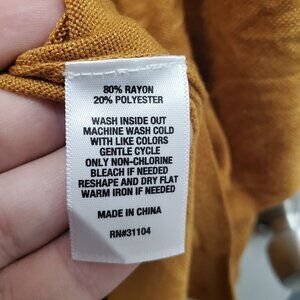 80% RAYON
20% POLYESTER
WASH INSIDE OUT
MACHINE WASH COLD
WITH LIKE COLORS
GENTLE CYCLE
ONLY NON-CHLORINE
BLEACH IF NEEDED
RESHAPE AND DRY FLAT
WARM IRON IF NEEDED
MADE IN CHINA
RN#31104